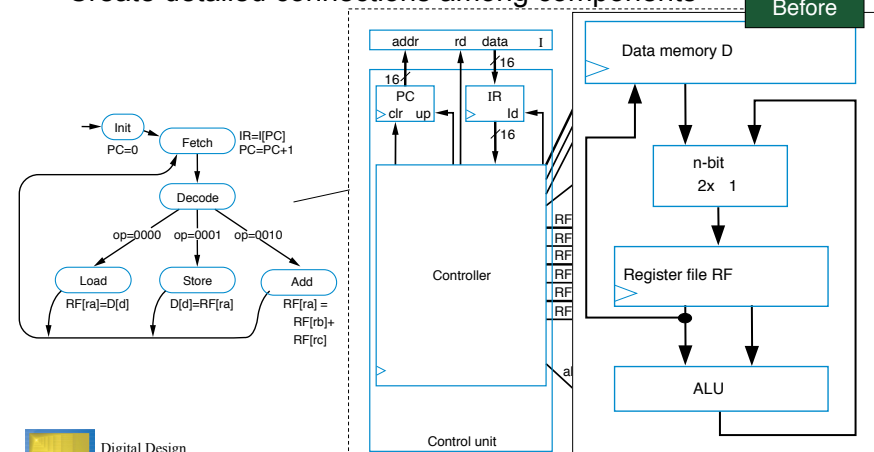 Create detailed connections among components
Before
addr rd data I
16
16
PC
clr up
IR
ld
16
Init
PC=0
Fetch
IR=I[PC]
PC=PC+1
Decode
op=0000 op=0001 op=0010
Load
RF[ra]=D[d]
Store
D[d]=RF[ra]
Add
RF[ra] =
RF[rb]+
RF[rc]
Controller
RF
RF
RF
RF
RF
RF
al
Control unit
Data memory D
n-bit
2x 1
Register file RF
ALU
Digital Design